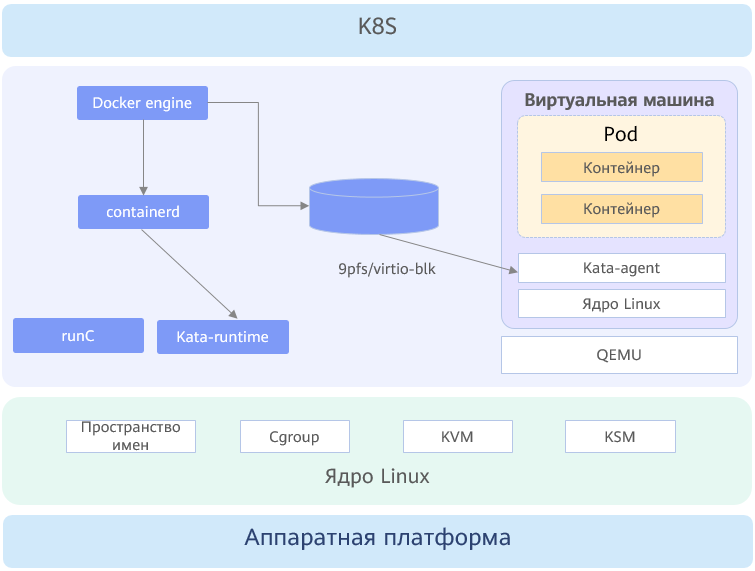 K8S
Docker engine
containerd
runC
Kata-runtime
9pfs/virtio-blk
Виртуальная машина
Pod
Контейнер
Контейнер
Kata-agent
Ядро Linux
QEMU
Пространство
имен
Cgroup
KVM
KSM
Ядро Linux
Аппаратная платформа